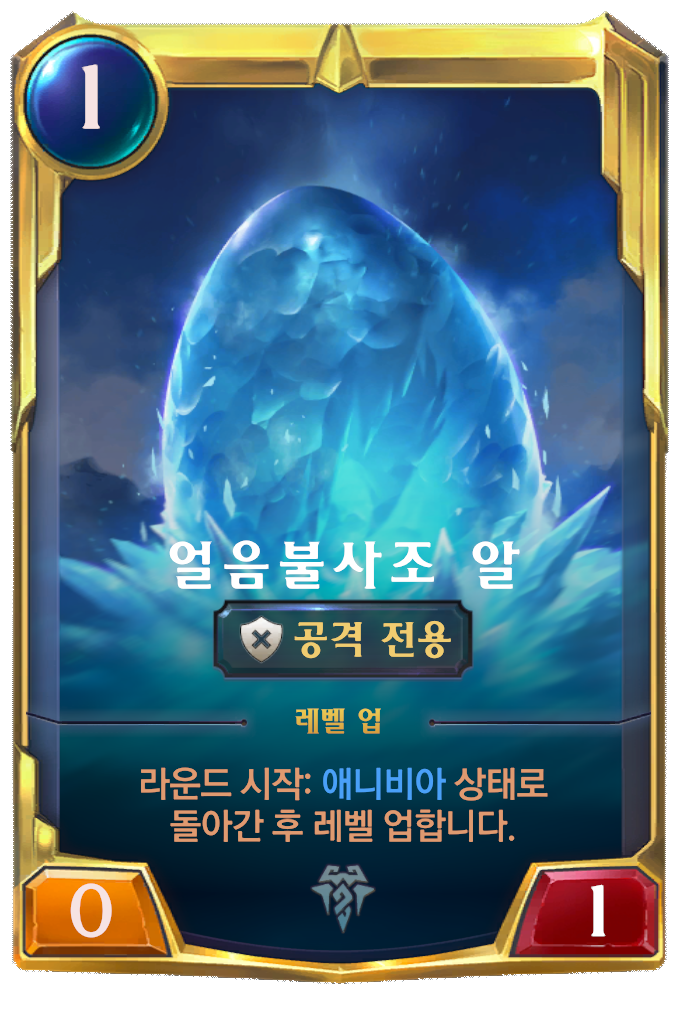 1
얼음불사조 알
공격 전용
레벨 업
라운드 시작: 애니비아 상태로
돌아간 후 레벨 업합니다.
0
1